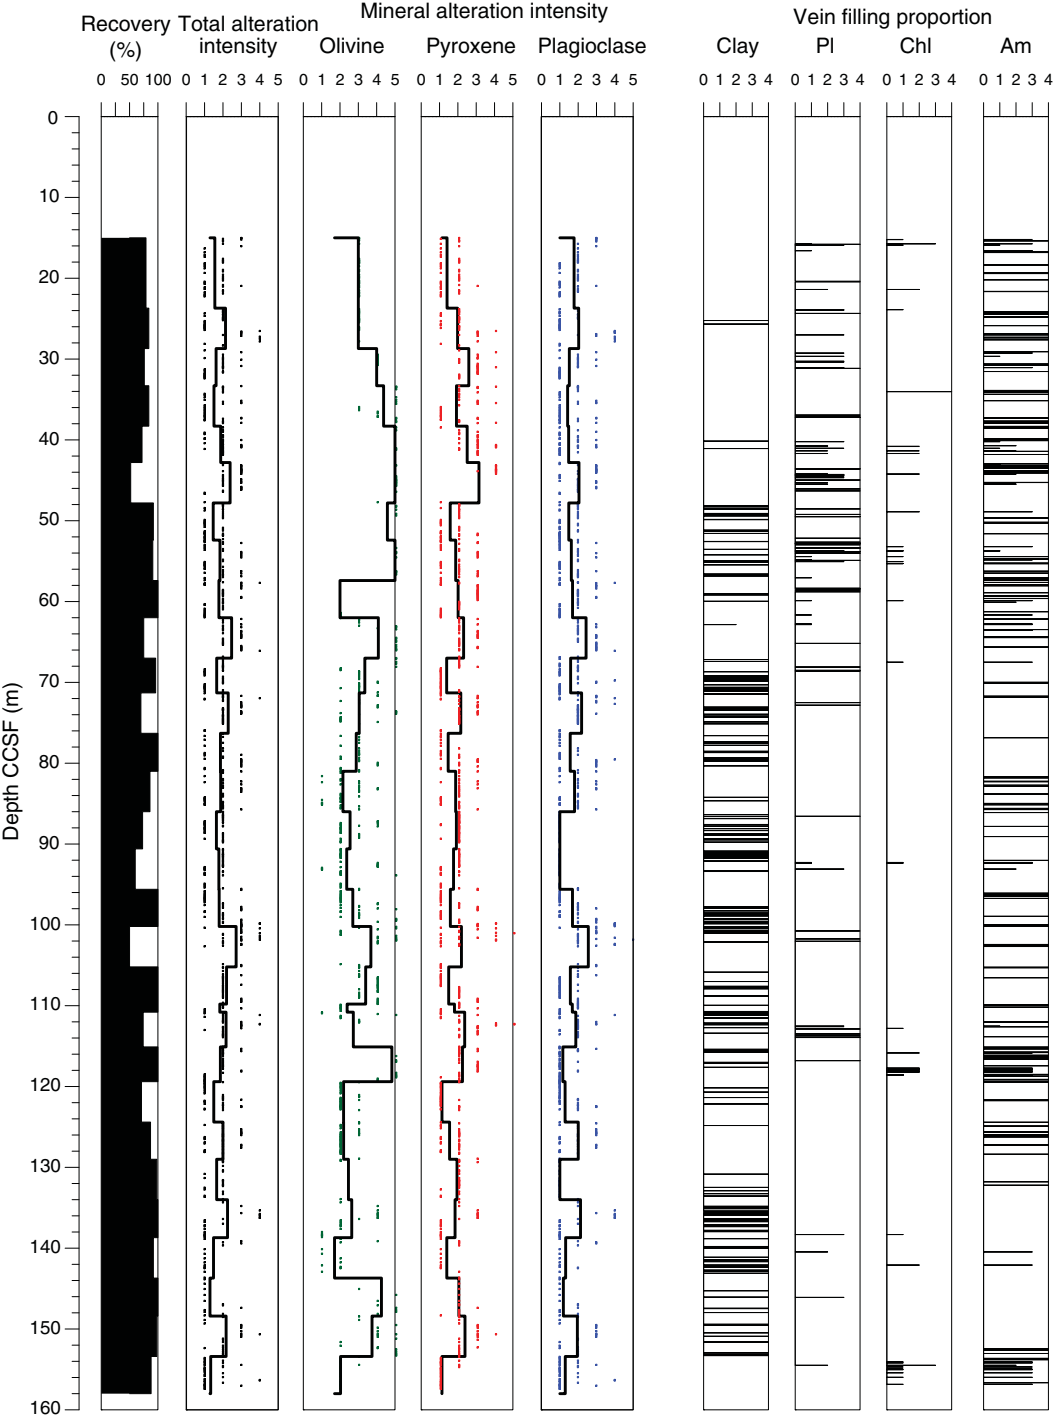 Mineral alteration intensity
Vein filling proportion
Recovery (%)
Total alteration intensity
Olivine
Pyroxene
Plagioclase
Clay
Pl
Chl
Am
0 50 100
0 1 2 3 4 5
0 1 2 3 4 5
0 1 2 3 4 5
0 1 2 3 4 5
0 1 2 3 4
0 1 2 3 4
0 1 2 3 4
0 1 2 3 4
Depth CCSF (m)
0
10
20
30
40
50
60
70
80
90
100
110
120
130
140
150
160